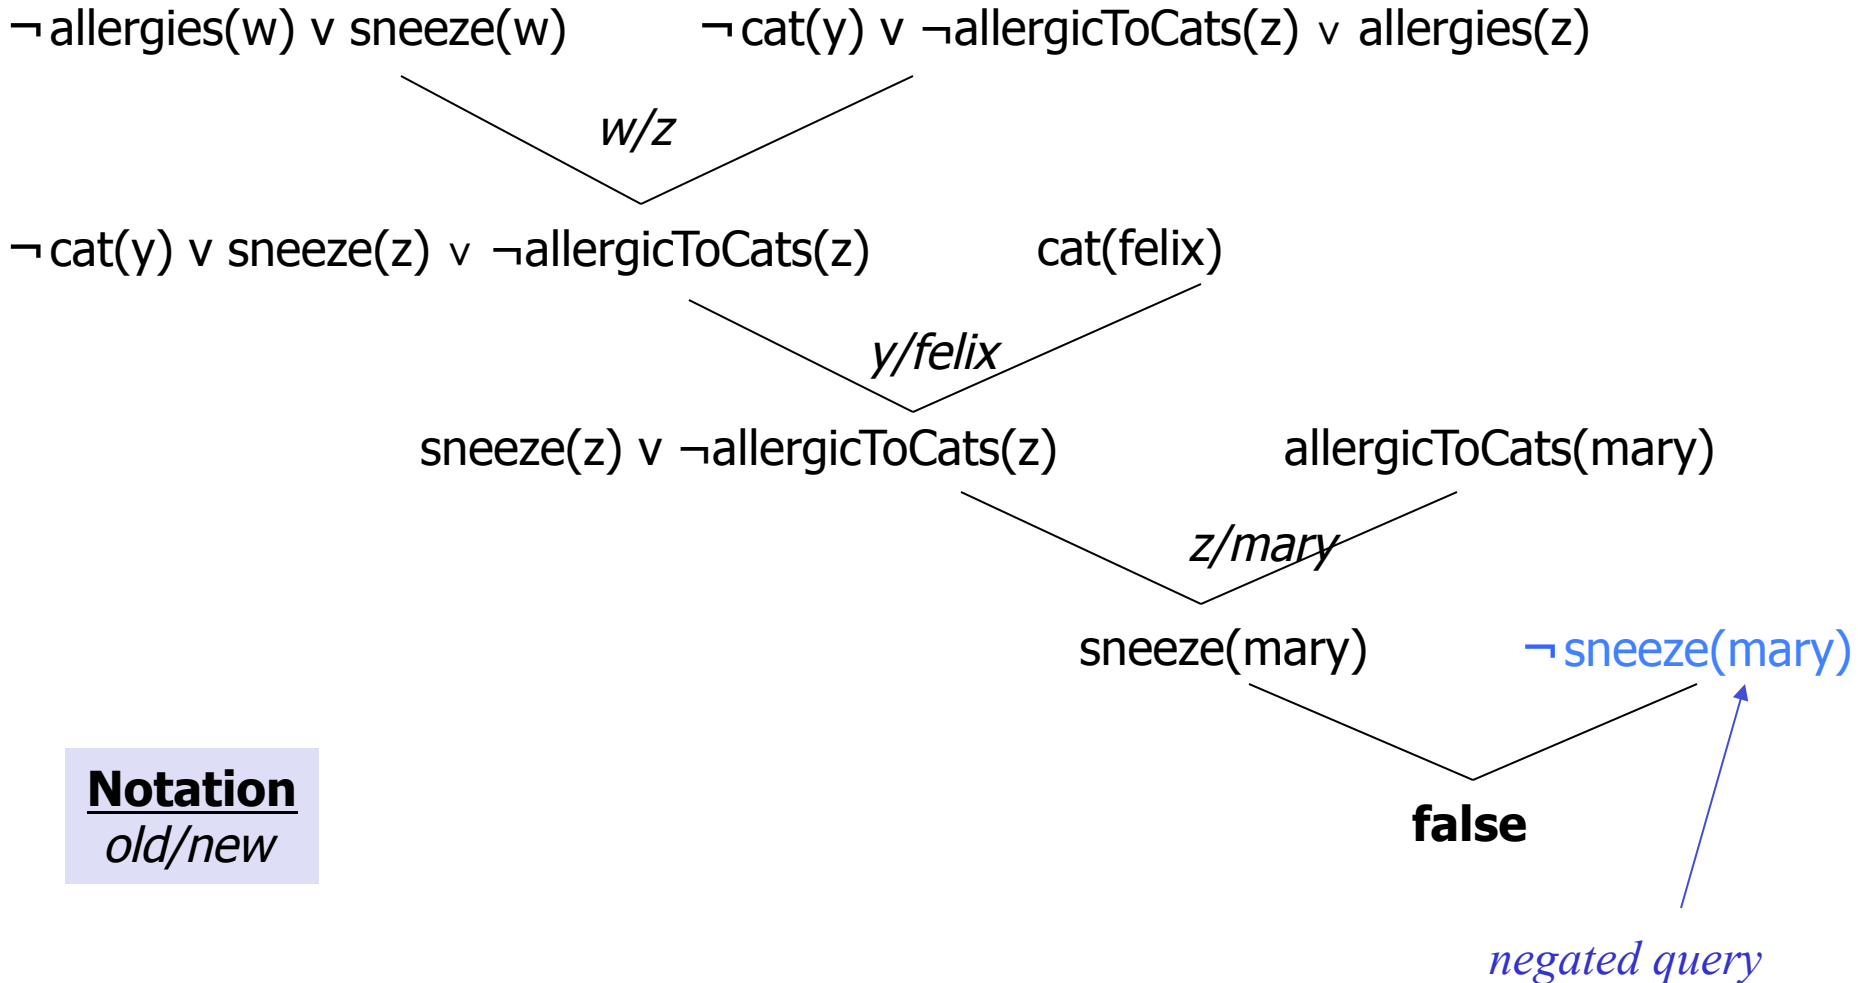 ¬allergies(w) v sneeze(w)    ¬cat(y) v ¬allergicToCats(z) ∨ allergies(z)
w/z
¬cat(y) v sneeze(z) ∨ ¬allergicToCats(z)    cat(felix)
y/felix
sneeze(z) v ¬allergicToCats(z)    allergicToCats(mary)
z/mary
sneeze(mary)    ¬sneeze(mary)
Notation
old/new
false
negated query